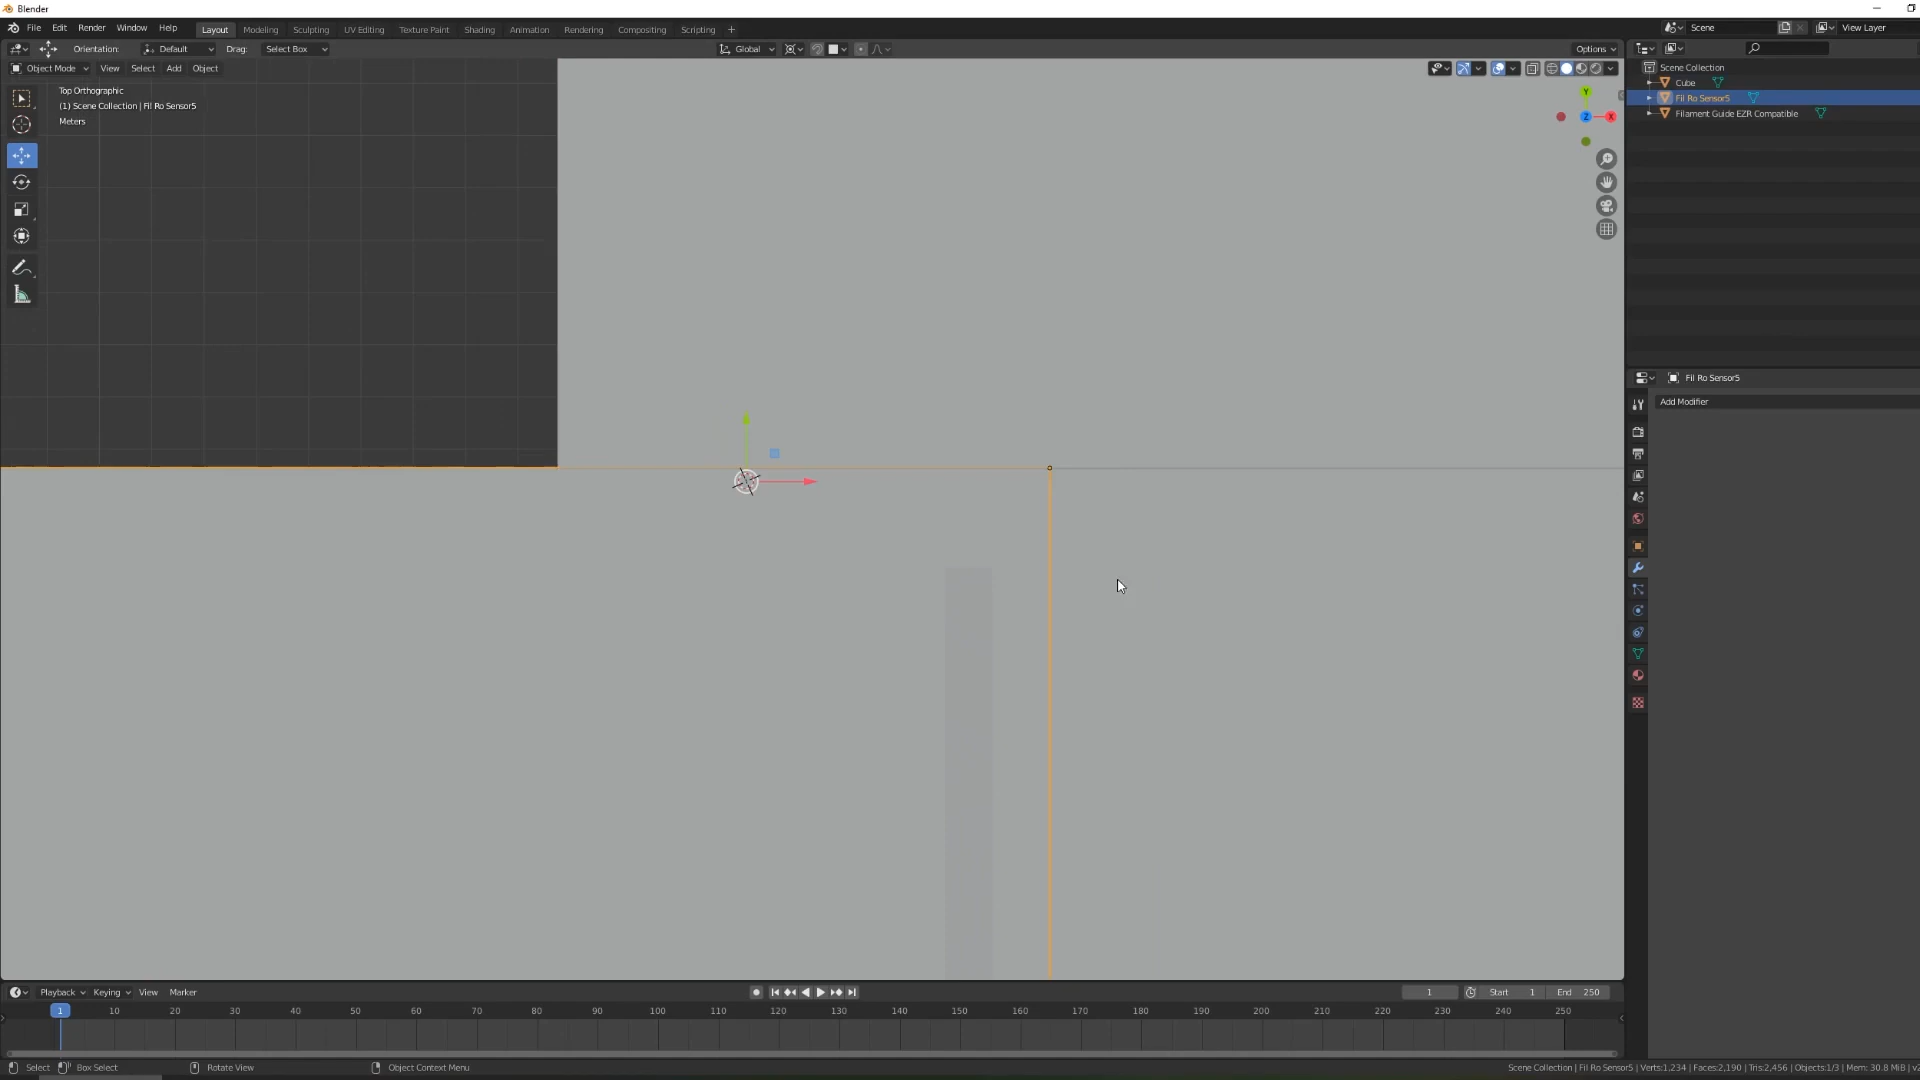 Blender
File Edit Render Window Help Layout Modeling Sculpting UV Editing Texture Paint Shading Animation Rendering Compositing Scripting + Scene View Layer
Orientation: Default Drag: Select Box Global Options
Object Mode View Select Add Object
Top Orthographic
(1) Scene Collection | Fil Ro Sensor5
Meters
Y
Z X
Scene Collection
Cube
Fil Ro Sensor5
Filament Guide EZR Compatible
Fil Ro Sensor5
Add Modifier
Playback Keying View Marker 1 Start 1 End 250
1 10 20 30 40 50 60 70 80 90 100 110 120 130 140 150 160 170 180 190 200 210 220 230 240 250
Select Box Select Rotate View Object Context Menu Scene Collection | Fil Ro Sensor5 | Verts:1,234 | Faces:2,190 | Tris:2,456 | Objects:1/3 | Mem: 30.8 MiB |